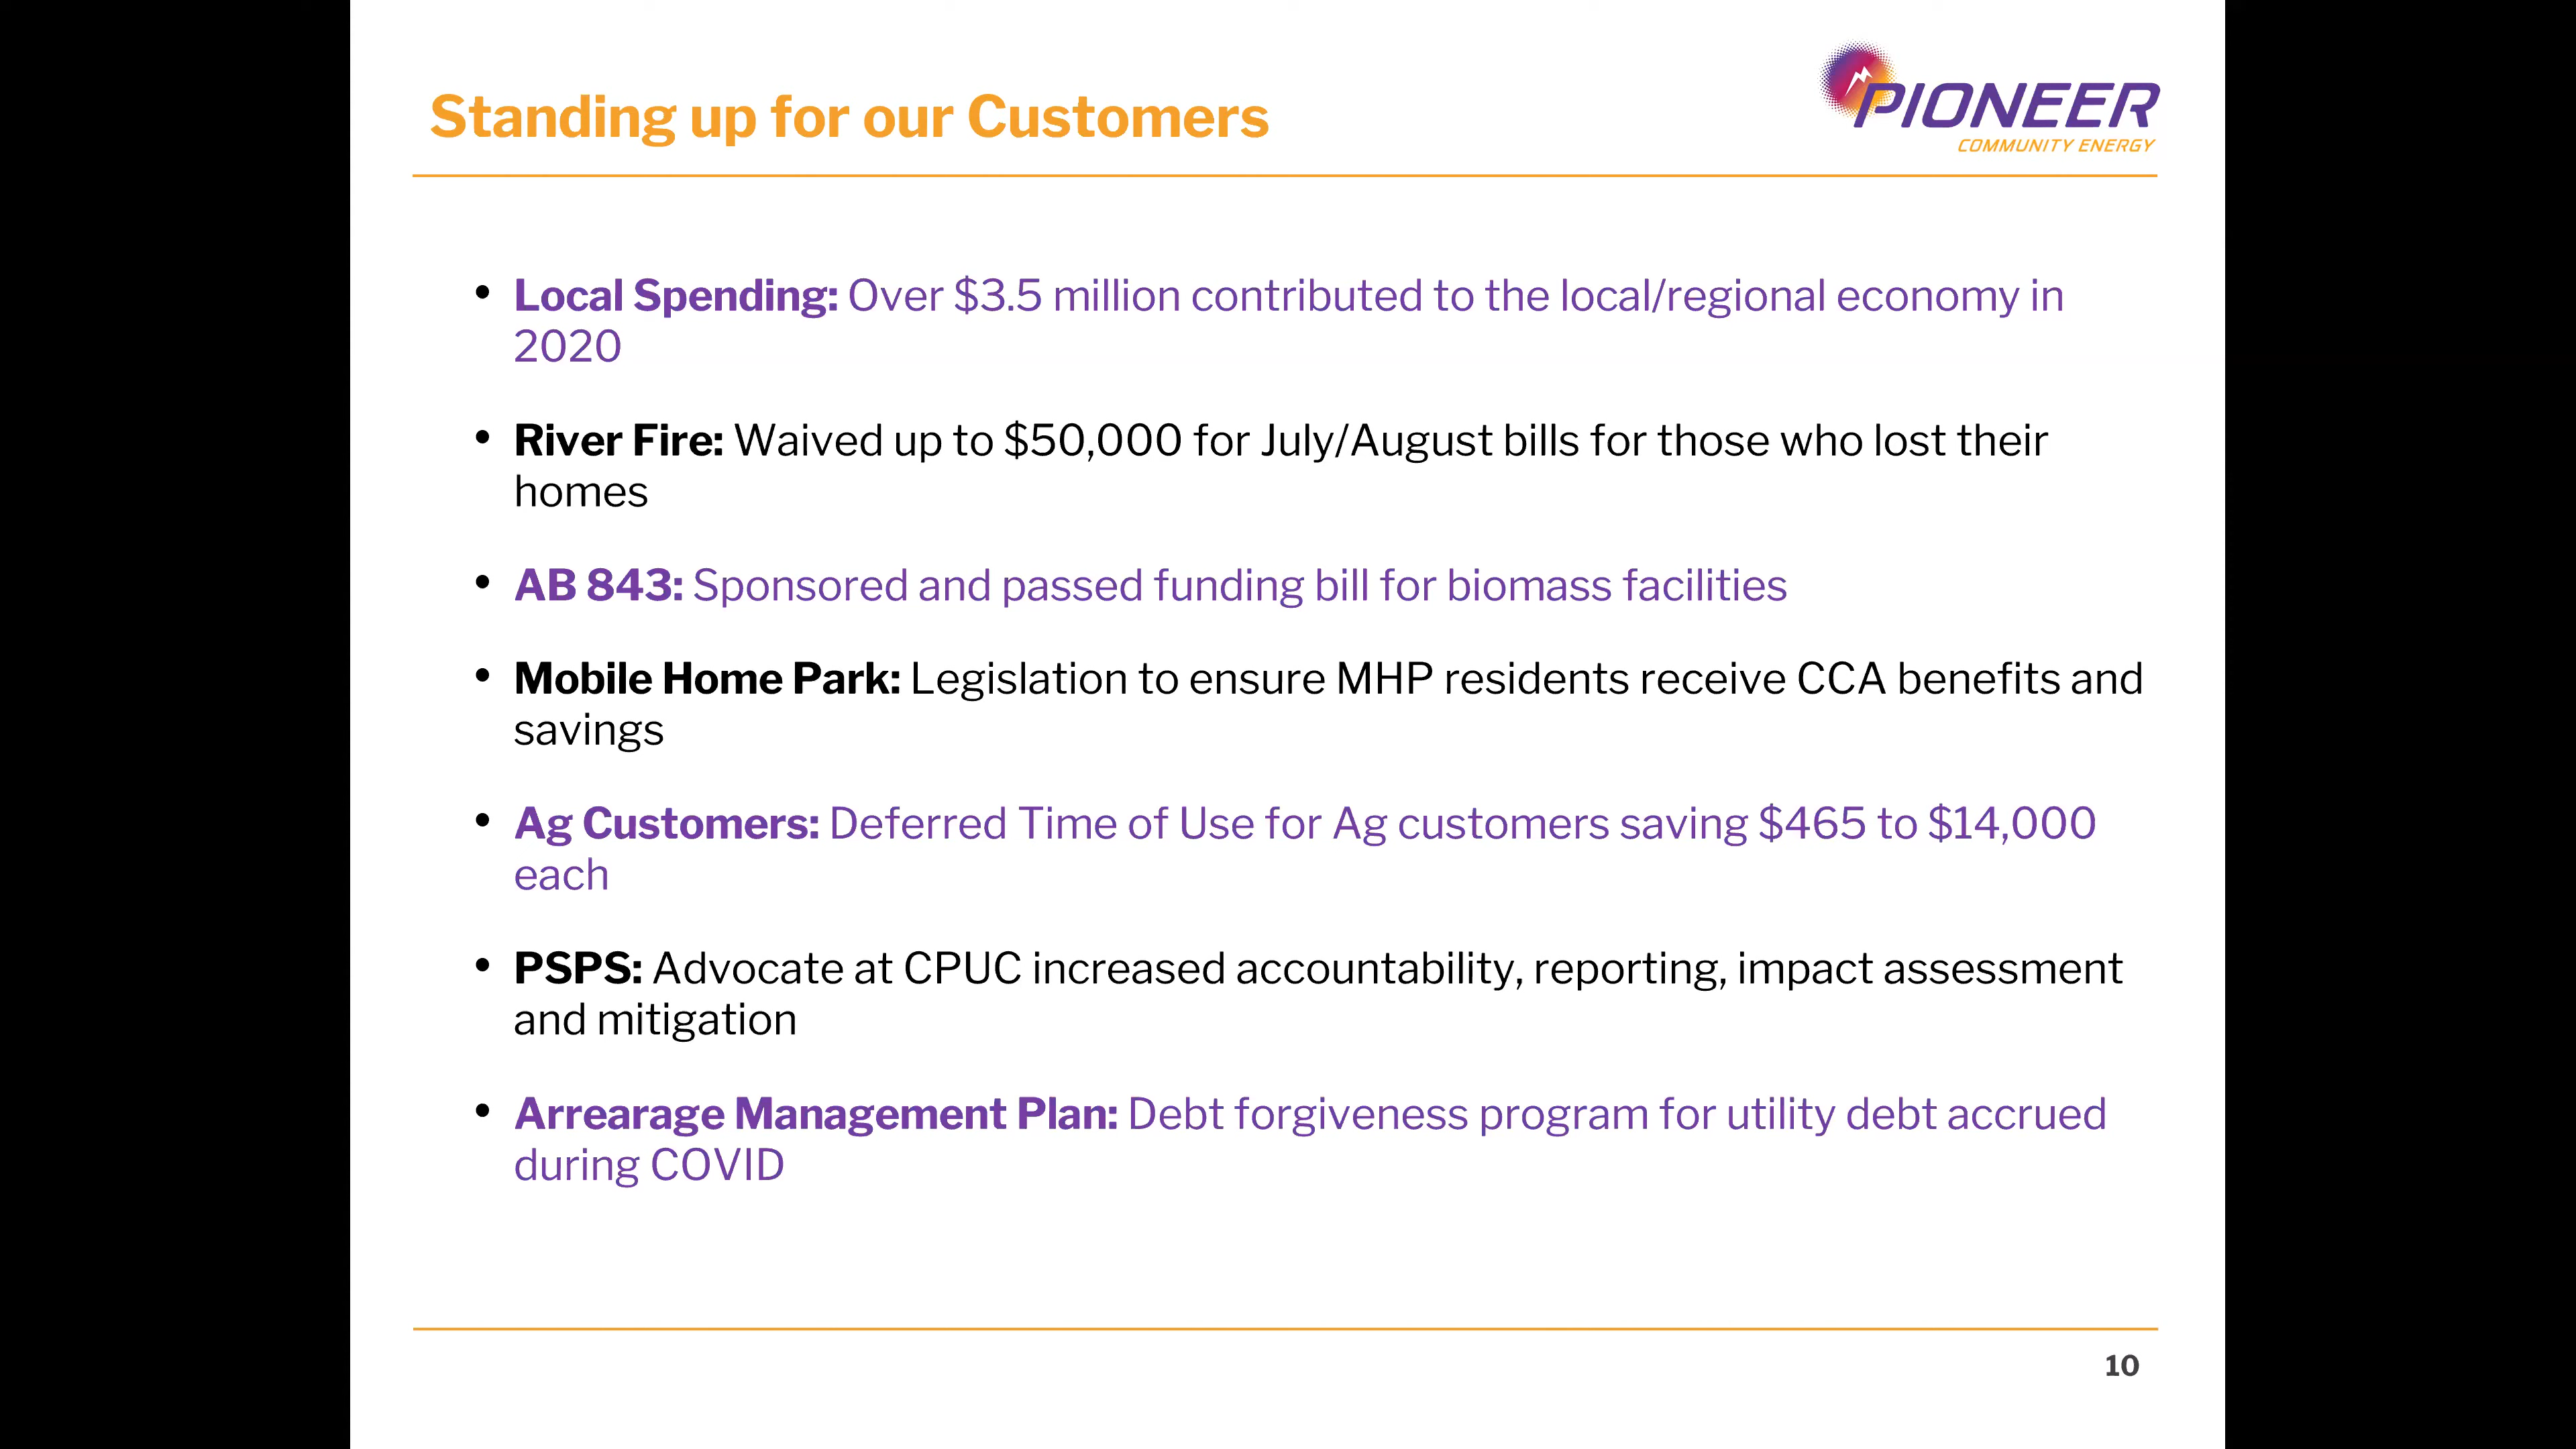 Standing up for our Customers
PIONEER
COMMUNITY ENERGY
• Local Spending: Over $3.5 million contributed to the local/regional economy in
2020
• River Fire: Waived up to $50,000 for July/August bills for those who lost their
homes
• AB 843: Sponsored and passed funding bill for biomass facilities
• Mobile Home Park: Legislation to ensure MHP residents receive CCA benefits and
savings
• Ag Customers: Deferred Time of Use for Ag customers saving $465 to $14,000
each
• PSPS: Advocate at CPUC increased accountability, reporting, impact assessment
and mitigation
• Arrearage Management Plan: Debt forgiveness program for utility debt accrued
during COVID
10